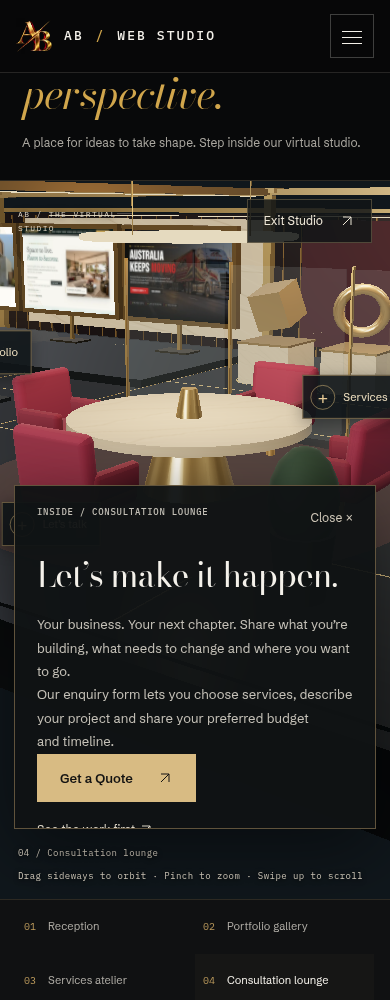 AB / WEB STUDIO
perspective.
A place for ideas to take shape. Step inside our virtual studio.
AB / THE VIRTUAL
STUDIO
Exit Studio
AUSTRALIA
KEEPS
olio
Services
INSIDE / CONSULTATION LOUNGE
Close ×
Let's make it happen.
Your business. Your next chapter. Share what you're
building, what needs to change and where you want
to go.
Our enquiry form lets you choose services, describe
your project and share your preferred budget
and timeline.
Get a Quote
See the work first
04 / Consultation lounge
Drag sideways to orbit · Pinch to zoom · Swipe up to scroll
01 Reception
02 Portfolio gallery
03 Services atelier
04 Consultation lounge